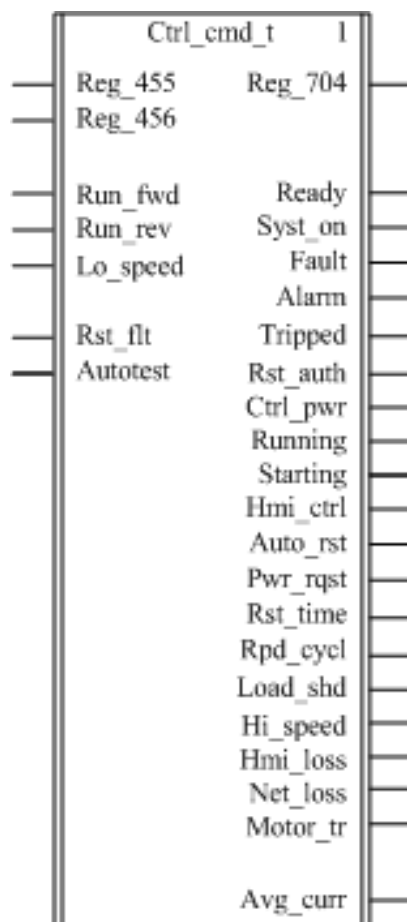 Ctrl_cmd_t 1
Reg_455 Reg_704
Reg_456
Run_fwd Ready
Run_rev Syst_on
Lo_speed Fault
Alarm
Rst_flt Tripped
Autotest Rst_auth
Ctrl_pwr
Running
Starting
Hmi_ctrl
Auto_rst
Pwr_rqst
Rst_time
Rpd_cycl
Load_shd
Hi_speed
Hmi_loss
Net_loss
Motor_tr
Avg_curr